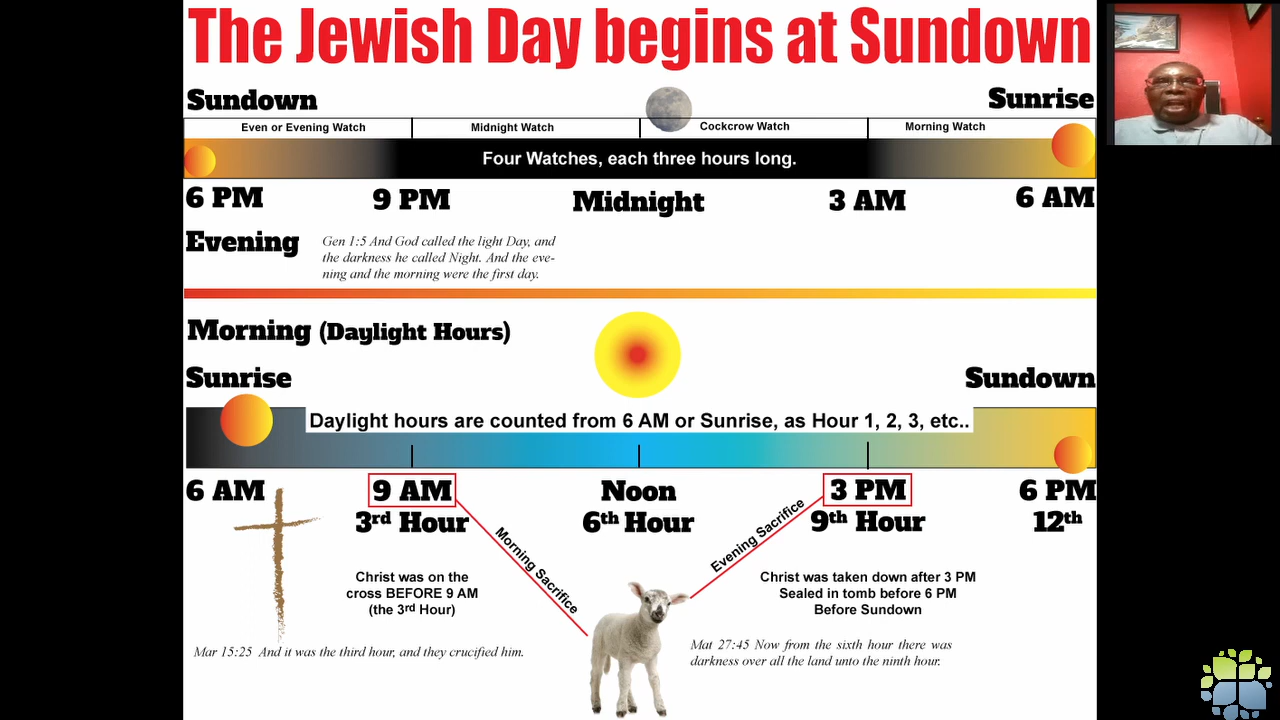 The Jewish Day begins at Sundown
Sundown
Sunrise
Even or Evening Watch
Midnight Watch
Cockcrow Watch
Morning Watch
Four Watches, each three hours long.
6 PM
9 PM
Midnight
3 AM
6 AM
Evening
Gen 1:5 And God called the light Day, and
the darkness he called Night. And the eve-
ning and the morning were the first day.
Morning (Daylight Hours)
Sunrise
Sundown
Daylight hours are counted from 6 AM or Sunrise, as Hour 1, 2, 3, etc..
6 AM
9 AM
Noon
3 PM
6 PM
3rd Hour
6th Hour
9th Hour
12th
Morning Sacrifice
Evening Sacrifice
Christ was on the
cross BEFORE 9 AM
(the 3rd Hour)
Christ was taken down after 3 PM
Sealed in tomb before 6 PM
Before Sundown
Mar 15:25 And it was the third hour, and they crucified him.
Mat 27:45 Now from the sixth hour there was
darkness over all the land unto the ninth hour.